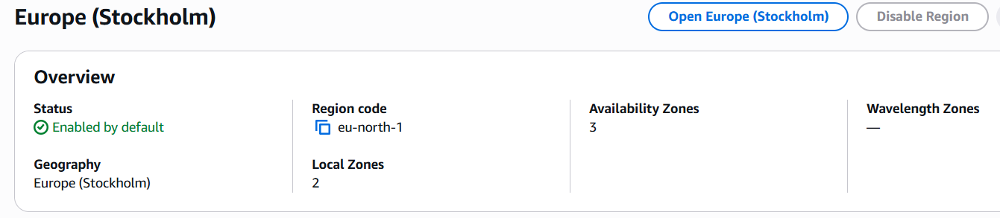 Europe (Stockholm)
Open Europe (Stockholm)
Disable Region
Overview
Status
Enabled by default
Region code
eu-north-1
Availability Zones
3
Wavelength Zones
—
Geography
Europe (Stockholm)
Local Zones
2